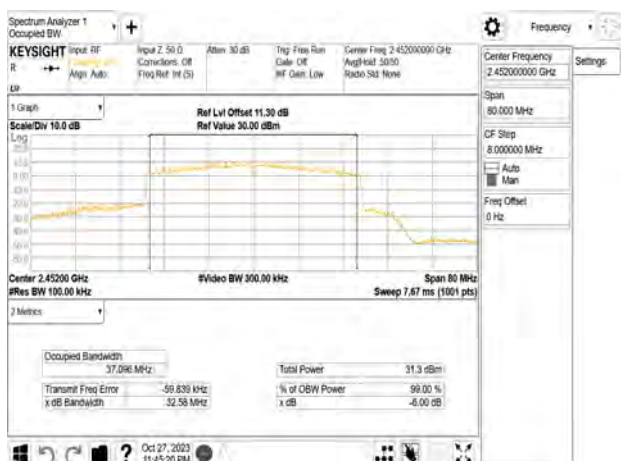 Spectrum Analyzer 1
Occupied BW
Frequency
KEYSIGHT
Input: RF
Input Z: 50 Ω
Atten: 30 dB
Trig: Free Run
Center Freq: 2.452000000 GHz
Corrections: Off
Gate: Off
Avg|Hold: 50/50
Align: Auto
Freq Ref: Int (S)
#IF Gain: Low
Radio Std: None
Center Frequency
2.452000000 GHz
Settings
Span
80.000 MHz
CF Step
8.000000 MHz
Auto
Man
Freq Offset
0 Hz
1 Graph
Scale/Div 10.0 dB
Ref Lvl Offset 11.30 dB
Ref Value 30.00 dBm
Log
Center 2.45200 GHz
#Video BW 300.00 kHz
Span 80 MHz
#Res BW 100.00 kHz
Sweep 7.67 ms (1001 pts)
2 Metrics
Occupied Bandwidth
37.096 MHz
Total Power
31.3 dBm
Transmit Freq Error
-59.839 kHz
% of OBW Power
99.00 %
x dB Bandwidth
32.58 MHz
x dB
-6.00 dB
?
Oct 27, 2023
11:45:20 PM